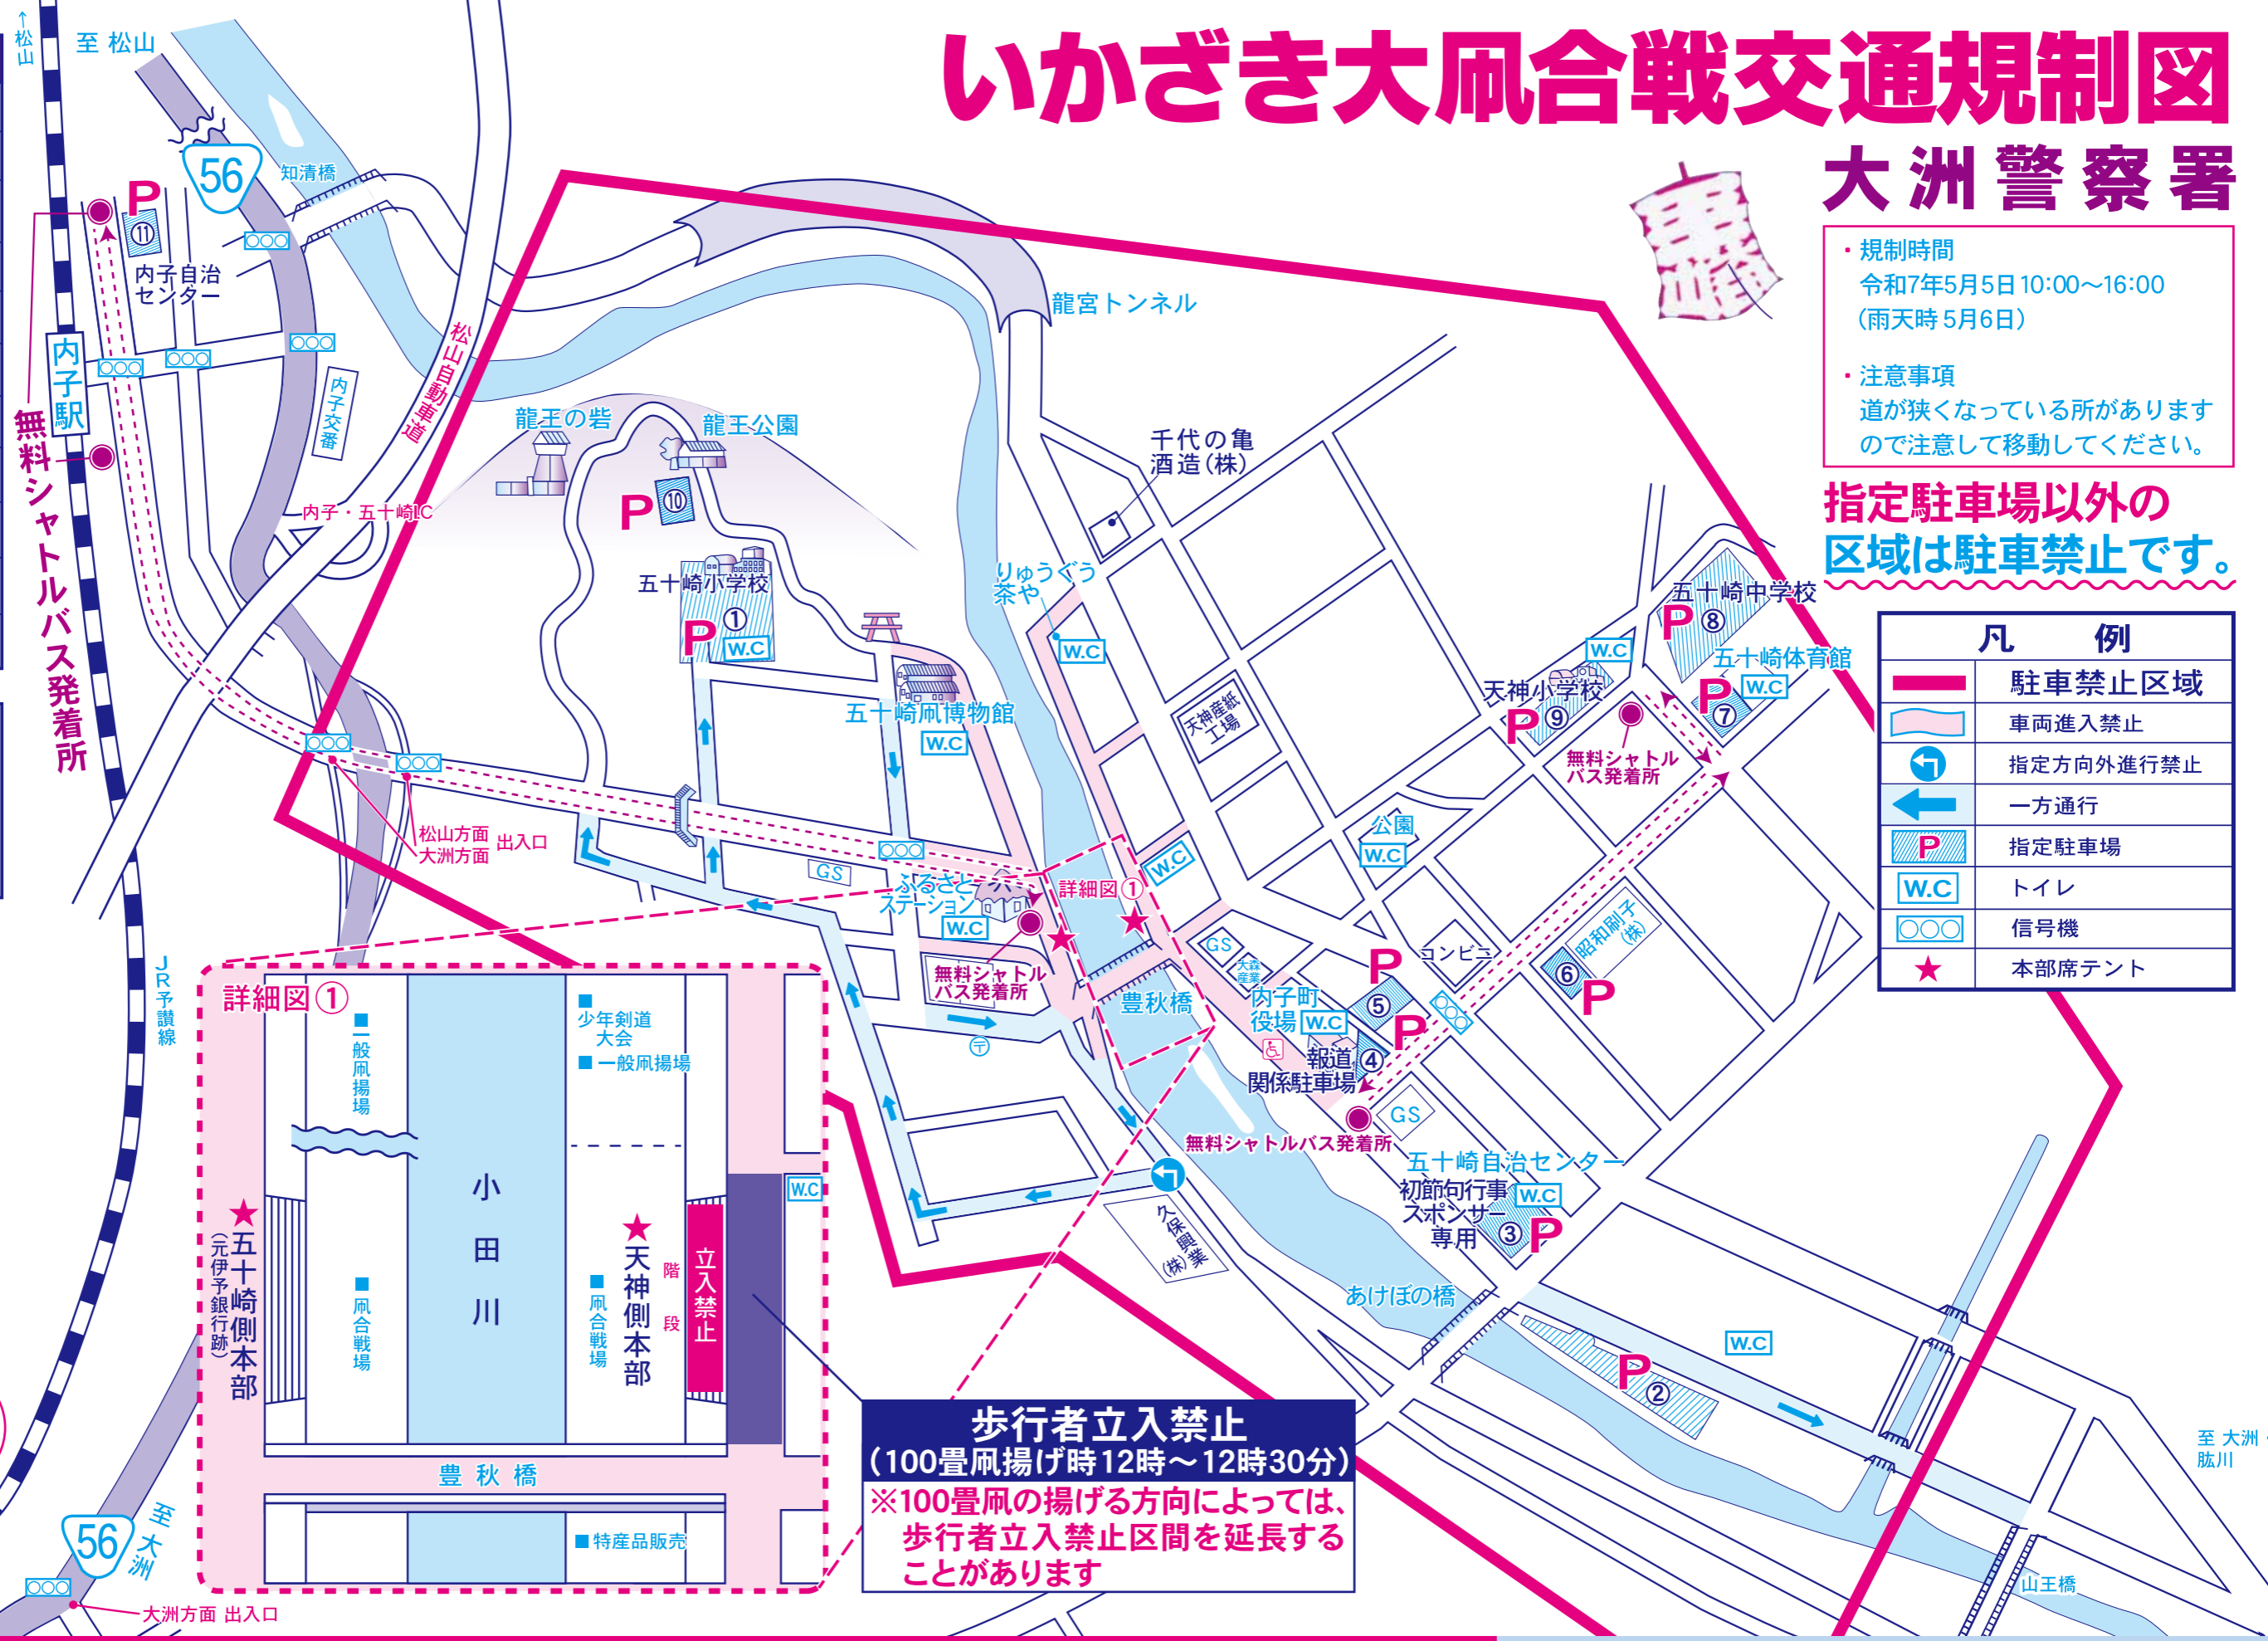 いかざき大凧合戦交通規制図
大洲警察署
・規制時間
令和7年5月5日10:00〜16:00
(雨天時 5月6日)
・注意事項
道が狭くなっている所があります
ので注意して移動してください。
指定駐車場以外の
区域は駐車禁止です。
凡 例
駐車禁止区域
車両進入禁止
指定方向外進行禁止
一方通行
P
指定駐車場
W.C
トイレ
信号機
★
本部席テント
↑松山
至 松山
56
知清橋
P
⑪
内子自治
センター
内子駅
無料シャトルバス発着所
内子交番
松山自動車道
内子・五十崎IC
龍宮トンネル
龍王の砦
龍王公園
P
⑩
五十崎小学校
①
P
W.C
五十崎凧博物館
W.C
千代の亀
酒造(株)
りゅうぐう
茶や
W.C
天神産紙
工場
五十崎中学校
P
⑧
五十崎体育館
W.C
P
⑦
W.C
天神小学校
P
⑨
無料シャトル
バス発着所
公園
W.C
松山方面
大洲方面
出入口
GS
ふるさと
ステーション
W.C
無料シャトル
バス発着所
〒
詳細図①
W.C
豊秋橋
GS
大森
産業
内子町
役場
W.C
P
⑤
コンビニ
昭和刷子
(株)
⑥
P
P
報道
関係駐車場
④
GS
無料シャトルバス発着所
五十崎自治センター
W.C
初節句行事
スポンサー
専用
③
P
久保興業
(株)
あけぼの橋
P
②
W.C
至 大洲・
肱川
山王橋
JR予讃線
詳細図①
■一般凧揚場
■
少年剣道
大会
■一般凧揚場
小田川
★五十崎側本部
(元伊予銀行跡)
■凧合戦場
■凧合戦場
★天神側本部
階段
立入禁止
W.C
豊秋橋
■特産品販売
歩行者立入禁止
(100畳凧揚げ時12時〜12時30分)
※100畳凧の揚げる方向によっては、
歩行者立入禁止区間を延長する
ことがあります
56
至大洲
大洲方面 出入口